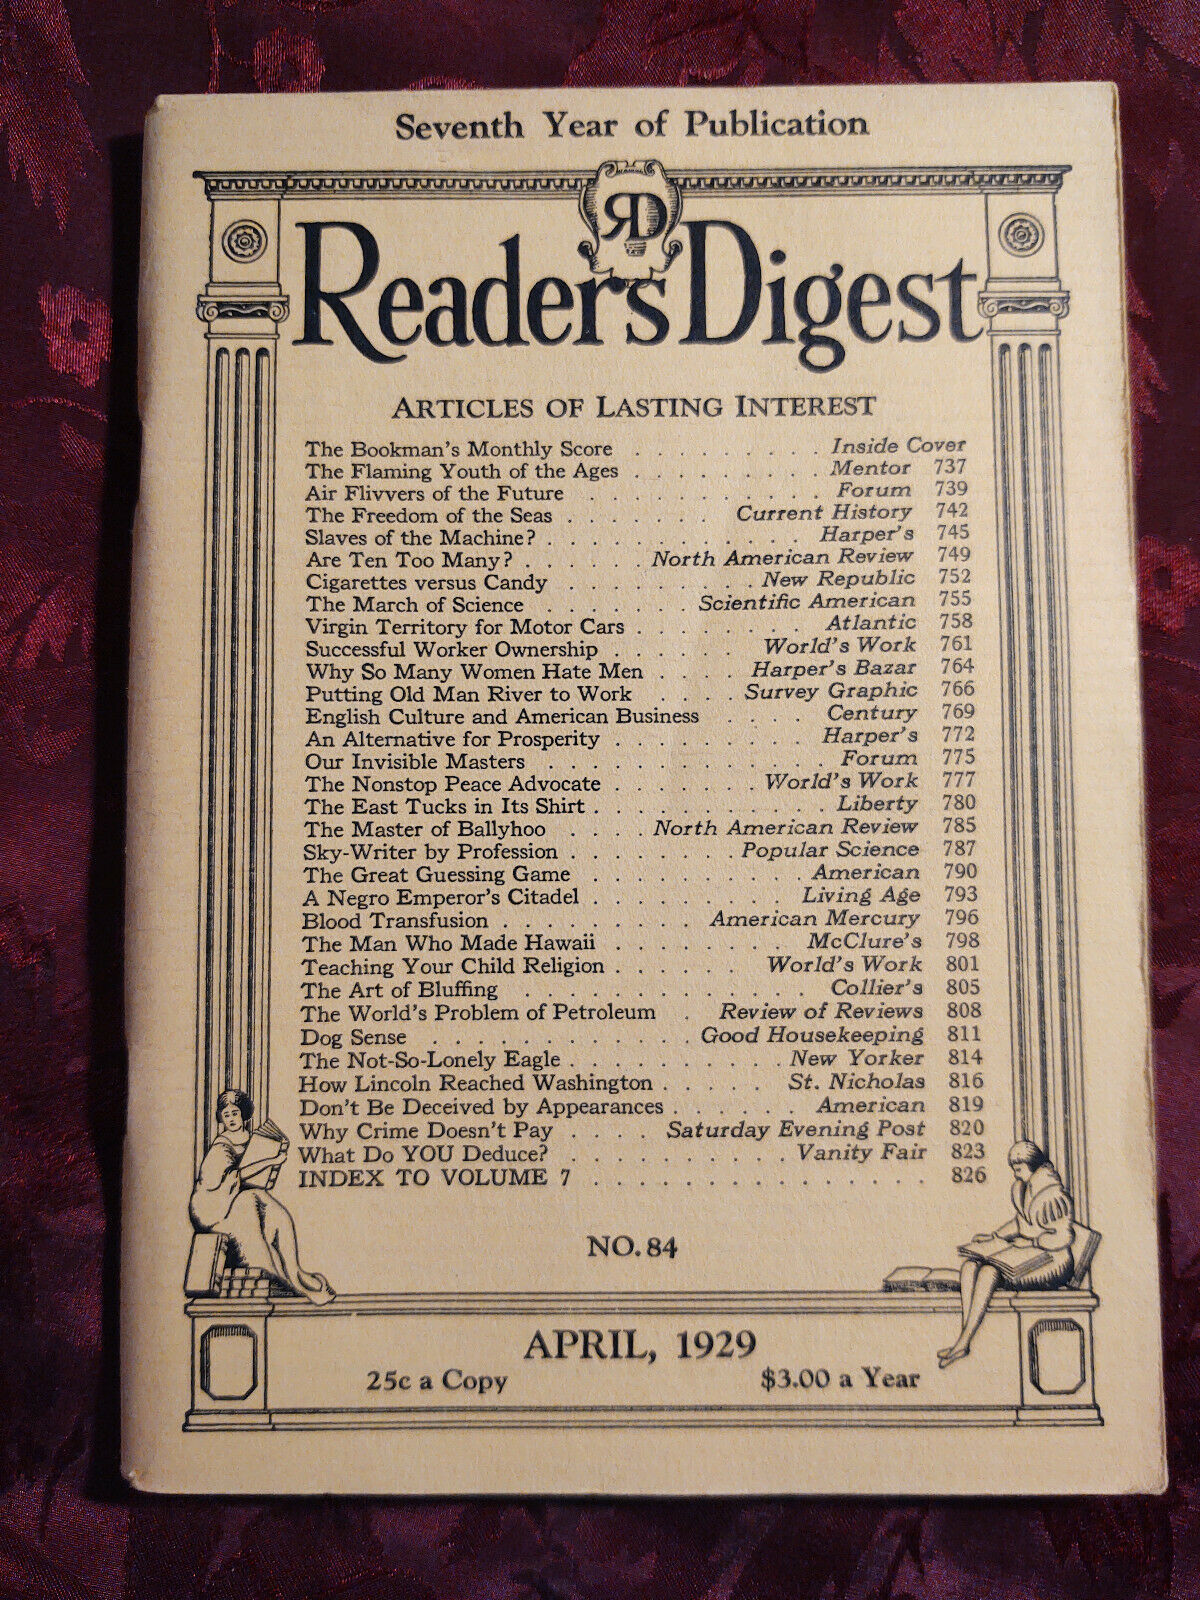 Seventh Year of Publication
RD
Reader's Digest
ARTICLES OF LASTING INTEREST
The Bookman's Monthly Score . . . . . . . . . Inside Cover
The Flaming Youth of the Ages . . . . . . . . . Mentor 737
Air Flivvers of the Future . . . . . . . . . . . Forum 739
The Freedom of the Seas . . . . . . . Current History 742
Slaves of the Machine? . . . . . . . . . . . . Harper's 745
Are Ten Too Many? . . . . . . North American Review 749
Cigarettes versus Candy . . . . . . . . . New Republic 752
The March of Science . . . . . . . Scientific American 755
Virgin Territory for Motor Cars . . . . . . . . Atlantic 758
Successful Worker Ownership . . . . . . World's Work 761
Why So Many Women Hate Men . . . . Harper's Bazar 764
Putting Old Man River to Work . . . . Survey Graphic 766
English Culture and American Business . . . . Century 769
An Alternative for Prosperity . . . . . . . . . Harper's 772
Our Invisible Masters . . . . . . . . . . . . . Forum 775
The Nonstop Peace Advocate . . . . . . . World's Work 777
The East Tucks in Its Shirt . . . . . . . . . . . Liberty 780
The Master of Ballyhoo . . . . North American Review 785
Sky-Writer by Profession . . . . . . . . Popular Science 787
The Great Guessing Game . . . . . . . . . . American 790
A Negro Emperor's Citadel . . . . . . . . . Living Age 793
Blood Transfusion . . . . . . . . . American Mercury 796
The Man Who Made Hawaii . . . . . . . . McClure's 798
Teaching Your Child Religion . . . . . . World's Work 801
The Art of Bluffing . . . . . . . . . . . . . Collier's 805
The World's Problem of Petroleum . Review of Reviews 808
Dog Sense . . . . . . . . . . . . Good Housekeeping 811
The Not-So-Lonely Eagle . . . . . . . . . . New Yorker 814
How Lincoln Reached Washington . . . . . St. Nicholas 816
Don't Be Deceived by Appearances . . . . . . American 819
Why Crime Doesn't Pay . . . . Saturday Evening Post 820
What Do YOU Deduce? . . . . . . . . . . Vanity Fair 823
INDEX TO VOLUME 7 . . . . . . . . . . . . . . . . 826
NO. 84
APRIL, 1929
25c a Copy $3.00 a Year